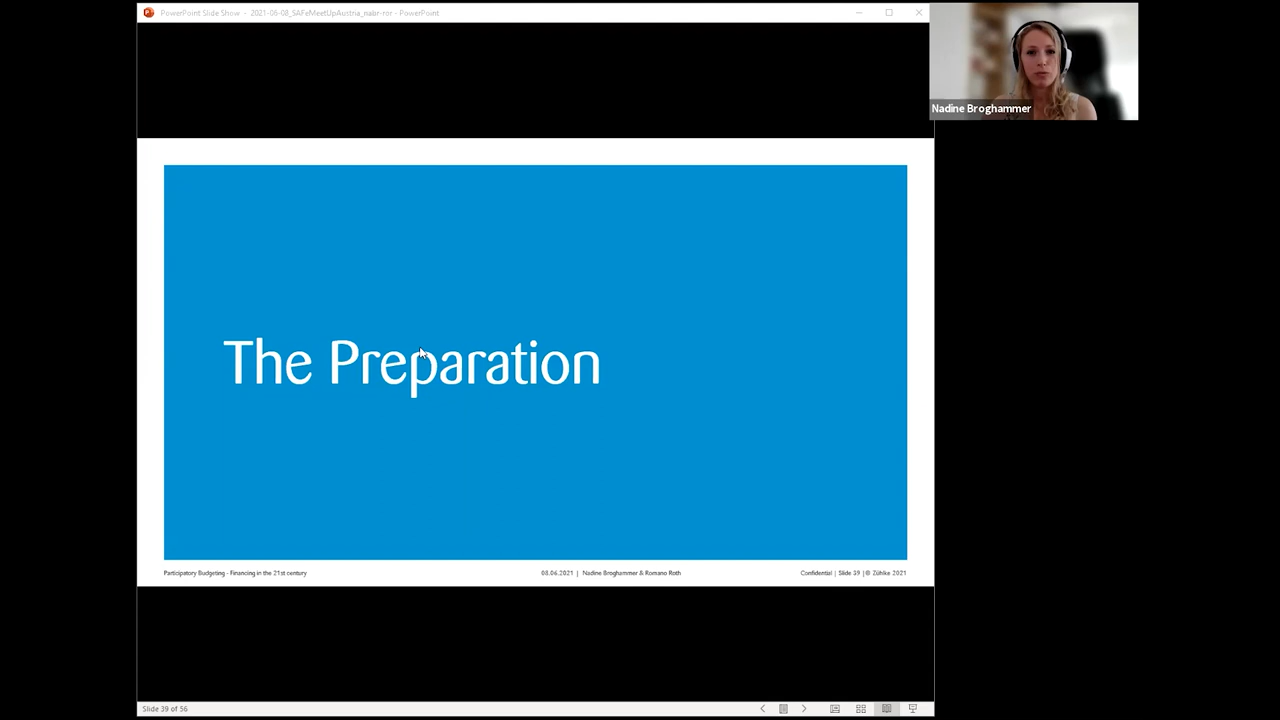 PowerPoint Slide Show - 2021-06-08_SAFeMeetUpAustria_nabr-ror - PowerPoint
Nadine Broghammer
The Preparation
Participatory Budgeting - Financing in the 21st century
08.06.2021 | Nadine Broghammer & Romano Roth
Confidential | Slide 39 | © Zühlke 2021
Slide 39 of 56